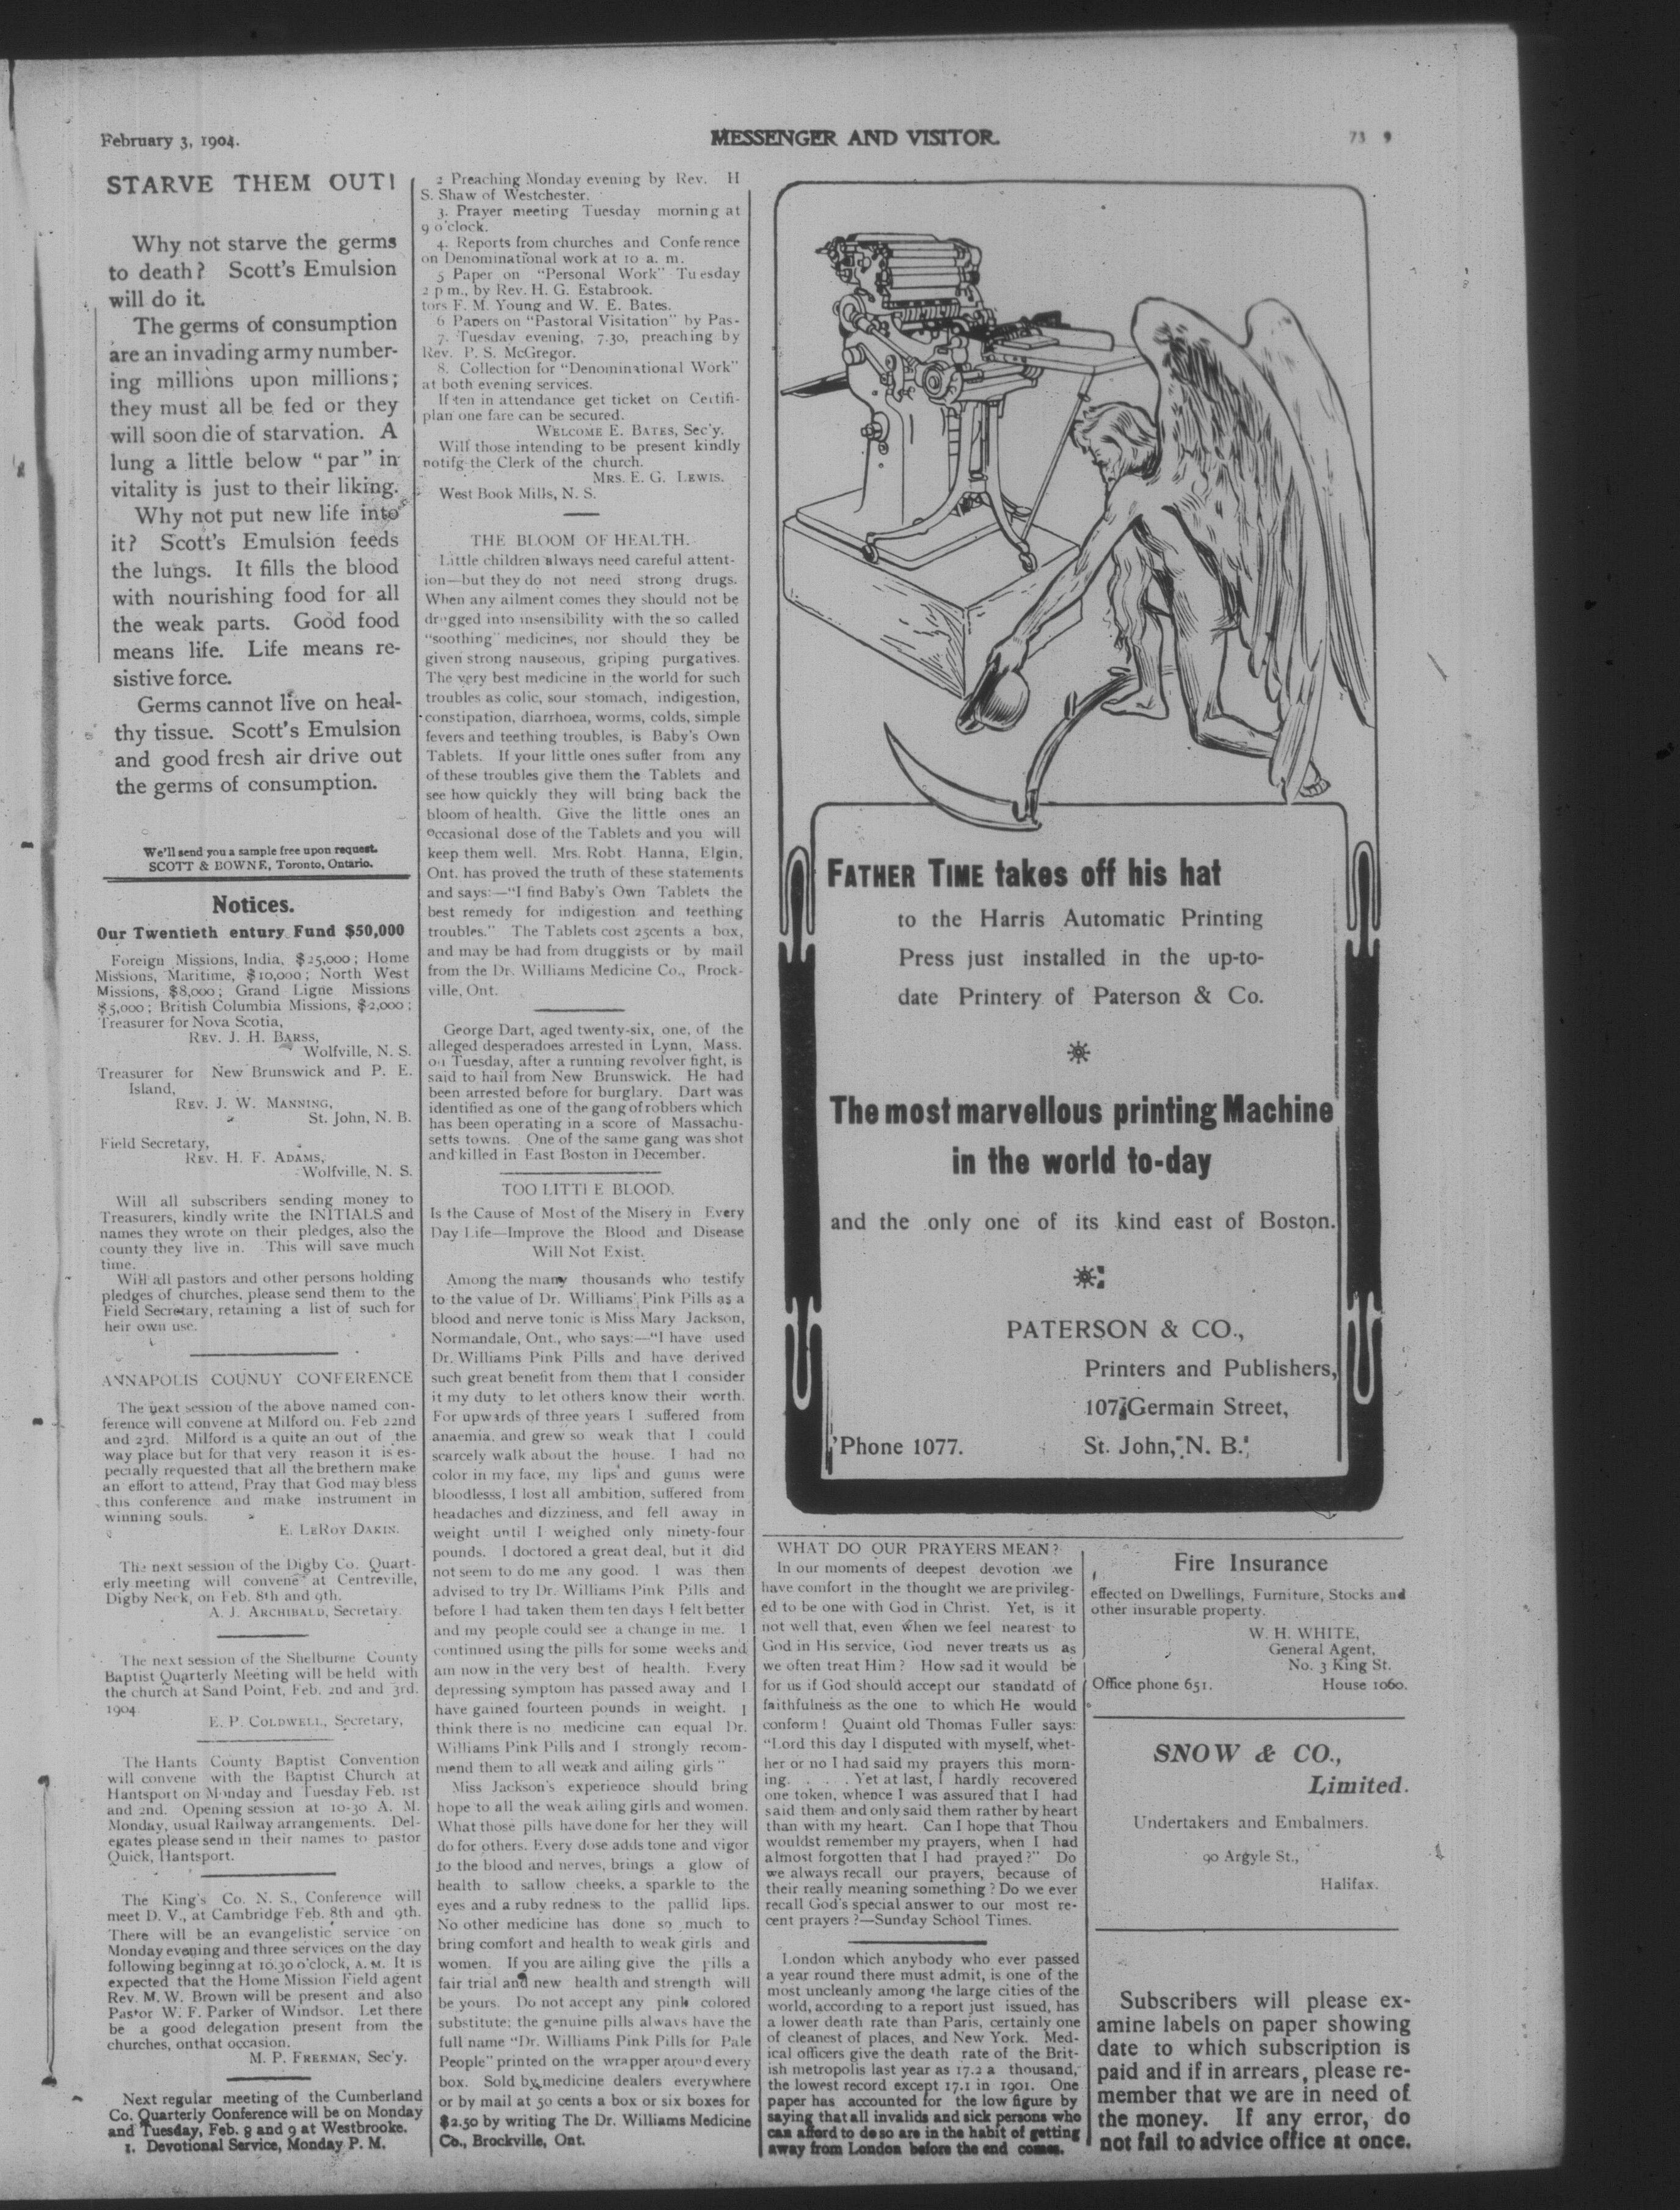 February 3, 1904.
MESSENGER AND VISITOR.
73 9
STARVE THEM OUT!
Why not starve the germs
to death? Scott's Emulsion
will do it.
The germs of consumption
are an invading army number-
ing millions upon millions;
they must all be fed or they
will soon die of starvation. A
lung a little below "par" in
vitality is just to their liking.
Why not put new life into
it? Scott's Emulsion feeds
the lungs. It fills the blood
with nourishing food for all
the weak parts. Good food
means life. Life means re-
sistive force.
Germs cannot live on heal-
thy tissue. Scott's Emulsion
and good fresh air drive out
the germs of consumption.
We'll send you a sample free upon request.
SCOTT & BOWNE, Toronto, Ontario.
Notices.
Our Twentieth entury Fund $50,000
Foreign Missions, India, $25,000; Home
Missions, Maritime, $10,000; North West
Missions, $8,000; Grand Ligne Missions
$5,000; British Columbia Missions, $2,000;
Treasurer for Nova Scotia,
REV. J. H. BARSS,
Wolfville, N. S.
Treasurer for New Brunswick and P. E.
Island,
REV. J. W. MANNING,
St. John, N. B.
Field Secretary,
REV. H. F. ADAMS,
Wolfville, N. S.
Will all subscribers sending money to
Treasurers, kindly write the INITIALS and
names they wrote on their pledges, also the
county they live in. This will save much
time.
Will all pastors and other persons holding
pledges of churches, please send them to the
Field Secretary, retaining a list of such for
heir own use.
ANNAPOLIS COUNUY CONFERENCE
The next session of the above named con-
ference will convene at Milford on. Feb 22nd
and 23rd. Milford is a quite an out of the
way place but for that very reason it is es-
pecially requested that all the brethern make
an effort to attend, Pray that God may bless
this conference and make instrument in
winning souls.
E. LEROY DAKIN.
The next session of the Digby Co. Quart-
erly meeting will convene at Centreville,
Digby Neck, on Feb. 8th and 9th.
A. J. ARCHIBALD, Secretary.
The next session of the Shelburne County
Baptist Quarterly Meeting will be held with
the church at Sand Point, Feb. 2nd and 3rd.
1904.
E. P. COLDWELL, Secretary,
The Hants County Baptist Convention
will convene with the Baptist Church at
Hantsport on Monday and Tuesday Feb. 1st
and 2nd. Opening session at 10-30 A. M.
Monday, usual Railway arrangements. Del-
egates please send in their names to pastor
Quick, Hantsport.
The King's Co. N. S., Conference will
meet D. V., at Cambridge Feb. 8th and 9th.
There will be an evangelistic service on
Monday evening and three services on the day
following beginng at 10.30 o'clock, A. M. It is
expected that the Home Mission Field agent
Rev. M. W. Brown will be present and also
Pastor W. F. Parker of Windsor. Let there
be a good delegation present from the
churches, onthat occasion.
M. P. FREEMAN, Sec'y.
Next regular meeting of the Cumberland
Co. Quarterly Conference will be on Monday
and Tuesday, Feb. 8 and 9 at Westbrooke.
1. Devotional Service, Monday P. M.
2 Preaching Monday evening by Rev. H
S. Shaw of Westchester.
3. Prayer meeting Tuesday morning at
9 o'clock.
4. Reports from churches and Conference
on Denominational work at 10 a. m.
5 Paper on "Personal Work" Tuesday
2 p m., by Rev. H. G. Estabrook.
tors F. M. Young and W. E. Bates.
6 Papers on "Pastoral Visitation" by Pas-
7. Tuesday evening, 7.30, preaching by
Rev. P. S. McGregor.
8. Collection for "Denominational Work"
at both evening services.
If ten in attendance get ticket on Certifi-
plan one fare can be secured.
WELCOME E. BATES, Sec'y.
Will those intending to be present kindly
notifg the Clerk of the church.
MRS. E. G. LEWIS.
West Book Mills, N. S.
THE BLOOM OF HEALTH.
Little children always need careful attent-
ion—but they do not need strong drugs.
When any ailment comes they should not be
drugged into insensibility with the so called
"soothing" medicines, nor should they be
given strong nauseous, griping purgatives.
The very best medicine in the world for such
troubles as colic, sour stomach, indigestion,
constipation, diarrhoea, worms, colds, simple
fevers and teething troubles, is Baby's Own
Tablets. If your little ones suffer from any
of these troubles give them the Tablets and
see how quickly they will bring back the
bloom of health. Give the little ones an
occasional dose of the Tablets and you will
keep them well. Mrs. Robt. Hanna, Elgin,
Ont. has proved the truth of these statements
and says:—"I find Baby's Own Tablets the
best remedy for indigestion and teething
troubles." The Tablets cost 25cents a box,
and may be had from druggists or by mail
from the Dr. Williams Medicine Co., Brock-
ville, Ont.
George Dart, aged twenty-six, one, of the
alleged desperadoes arrested in Lynn, Mass.
on Tuesday, after a running revolver fight, is
said to hail from New Brunswick. He had
been arrested before for burglary. Dart was
identified as one of the gang of robbers which
has been operating in a score of Massachu-
setts towns. One of the same gang was shot
and killed in East Boston in December.
TOO LITTLE BLOOD.
Is the Cause of Most of the Misery in Every
Day Life—Improve the Blood and Disease
Will Not Exist.
Among the many thousands who testify
to the value of Dr. Williams' Pink Pills as a
blood and nerve tonic is Miss Mary Jackson,
Normandale, Ont., who says:—"I have used
Dr. Williams Pink Pills and have derived
such great benefit from them that I consider
it my duty to let others know their worth.
For upwards of three years I suffered from
anaemia, and grew so weak that I could
scarcely walk about the house. I had no
color in my face, my lips and gums were
bloodlesss, I lost all ambition, suffered from
headaches and dizziness, and fell away in
weight until I weighed only ninety-four
pounds. I doctored a great deal, but it did
not seem to do me any good. I was then
advised to try Dr. Williams Pink Pills and
before I had taken them ten days I felt better
and my people could see a change in me. I
continued using the pills for some weeks and
am now in the very best of health. Every
depressing symptom has passed away and I
have gained fourteen pounds in weight. I
think there is no medicine can equal Dr.
Williams Pink Pills and I strongly recom-
mend them to all weak and ailing girls"
Miss Jackson's experience should bring
hope to all the weak ailing girls and women.
What those pills have done for her they will
do for others. Every dose adds tone and vigor
to the blood and nerves, brings a glow of
health to sallow cheeks, a sparkle to the
eyes and a ruby redness to the pallid lips.
No other medicine has done so much to
bring comfort and health to weak girls and
women. If you are ailing give the pills a
fair trial and new health and strength will
be yours. Do not accept any pink colored
substitute; the genuine pills always have the
full name "Dr. Williams Pink Pills for Pale
People" printed on the wrapper around every
box. Sold by medicine dealers everywhere
or by mail at 50 cents a box or six boxes for
$2.50 by writing The Dr. Williams Medicine
Co., Brockville, Ont.
FATHER TIME takes off his hat
to the Harris Automatic Printing
Press just installed in the up-to-
date Printery of Paterson & Co.
The most marvellous printing Machine
in the world to-day
and the only one of its kind east of Boston.
PATERSON & CO.,
Printers and Publishers,
107 Germain Street,
'Phone 1077. St. John, N. B.
WHAT DO OUR PRAYERS MEAN?
In our moments of deepest devotion we
have comfort in the thought we are privileg-
ed to be one with God in Christ. Yet, is it
not well that, even when we feel nearest to
God in His service, God never treats us as
we often treat Him? How sad it would be
for us if God should accept our standatd of
faithfulness as the one to which He would
conform! Quaint old Thomas Fuller says:
"Lord this day I disputed with myself, whet-
her or no I had said my prayers this morn-
ing. . . . . Yet at last, I hardly recovered
one token, whence I was assured that I had
said them and only said them rather by heart
than with my heart. Can I hope that Thou
wouldst remember my prayers, when I had
almost forgotten that I had prayed?" Do
we always recall our prayers, because of
their really meaning something? Do we ever
recall God's special answer to our most re-
cent prayers?—Sunday School Times.
London which anybody who ever passed
a year round there must admit, is one of the
most uncleanly among the large cities of the
world, according to a report just issued, has
a lower death rate than Paris, certainly one
of cleanest of places, and New York. Med-
ical officers give the death rate of the Brit-
ish metropolis last year as 17.2 a thousand,
the lowest record except 17.1 in 1901. One
paper has accounted for the low figure by
saying that all invalids and sick persons who
can afford to do so are in the habit of getting
away from London before the end comes.
Fire Insurance
effected on Dwellings, Furniture, Stocks and
other insurable property.
W. H. WHITE,
General Agent,
No. 3 King St.
Office phone 651. House 1060.
SNOW & CO.,
Limited.
Undertakers and Embalmers.
90 Argyle St.,
Halifax.
Subscribers will please ex-
amine labels on paper showing
date to which subscription is
paid and if in arrears, please re-
member that we are in need of
the money. If any error, do
not fail to advice office at once.